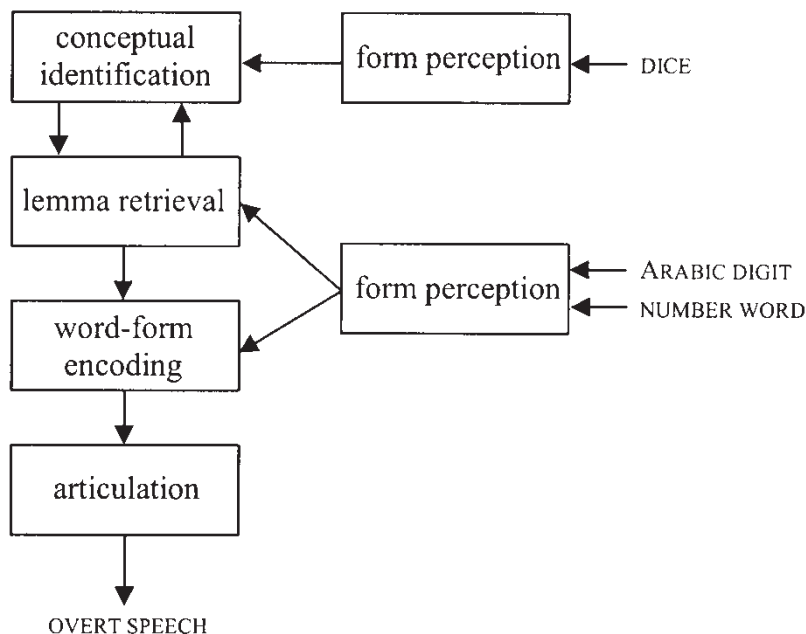 conceptual
identification
form perception
DICE
lemma retrieval
form perception
ARABIC DIGIT
NUMBER WORD
word-form
encoding
articulation
OVERT SPEECH